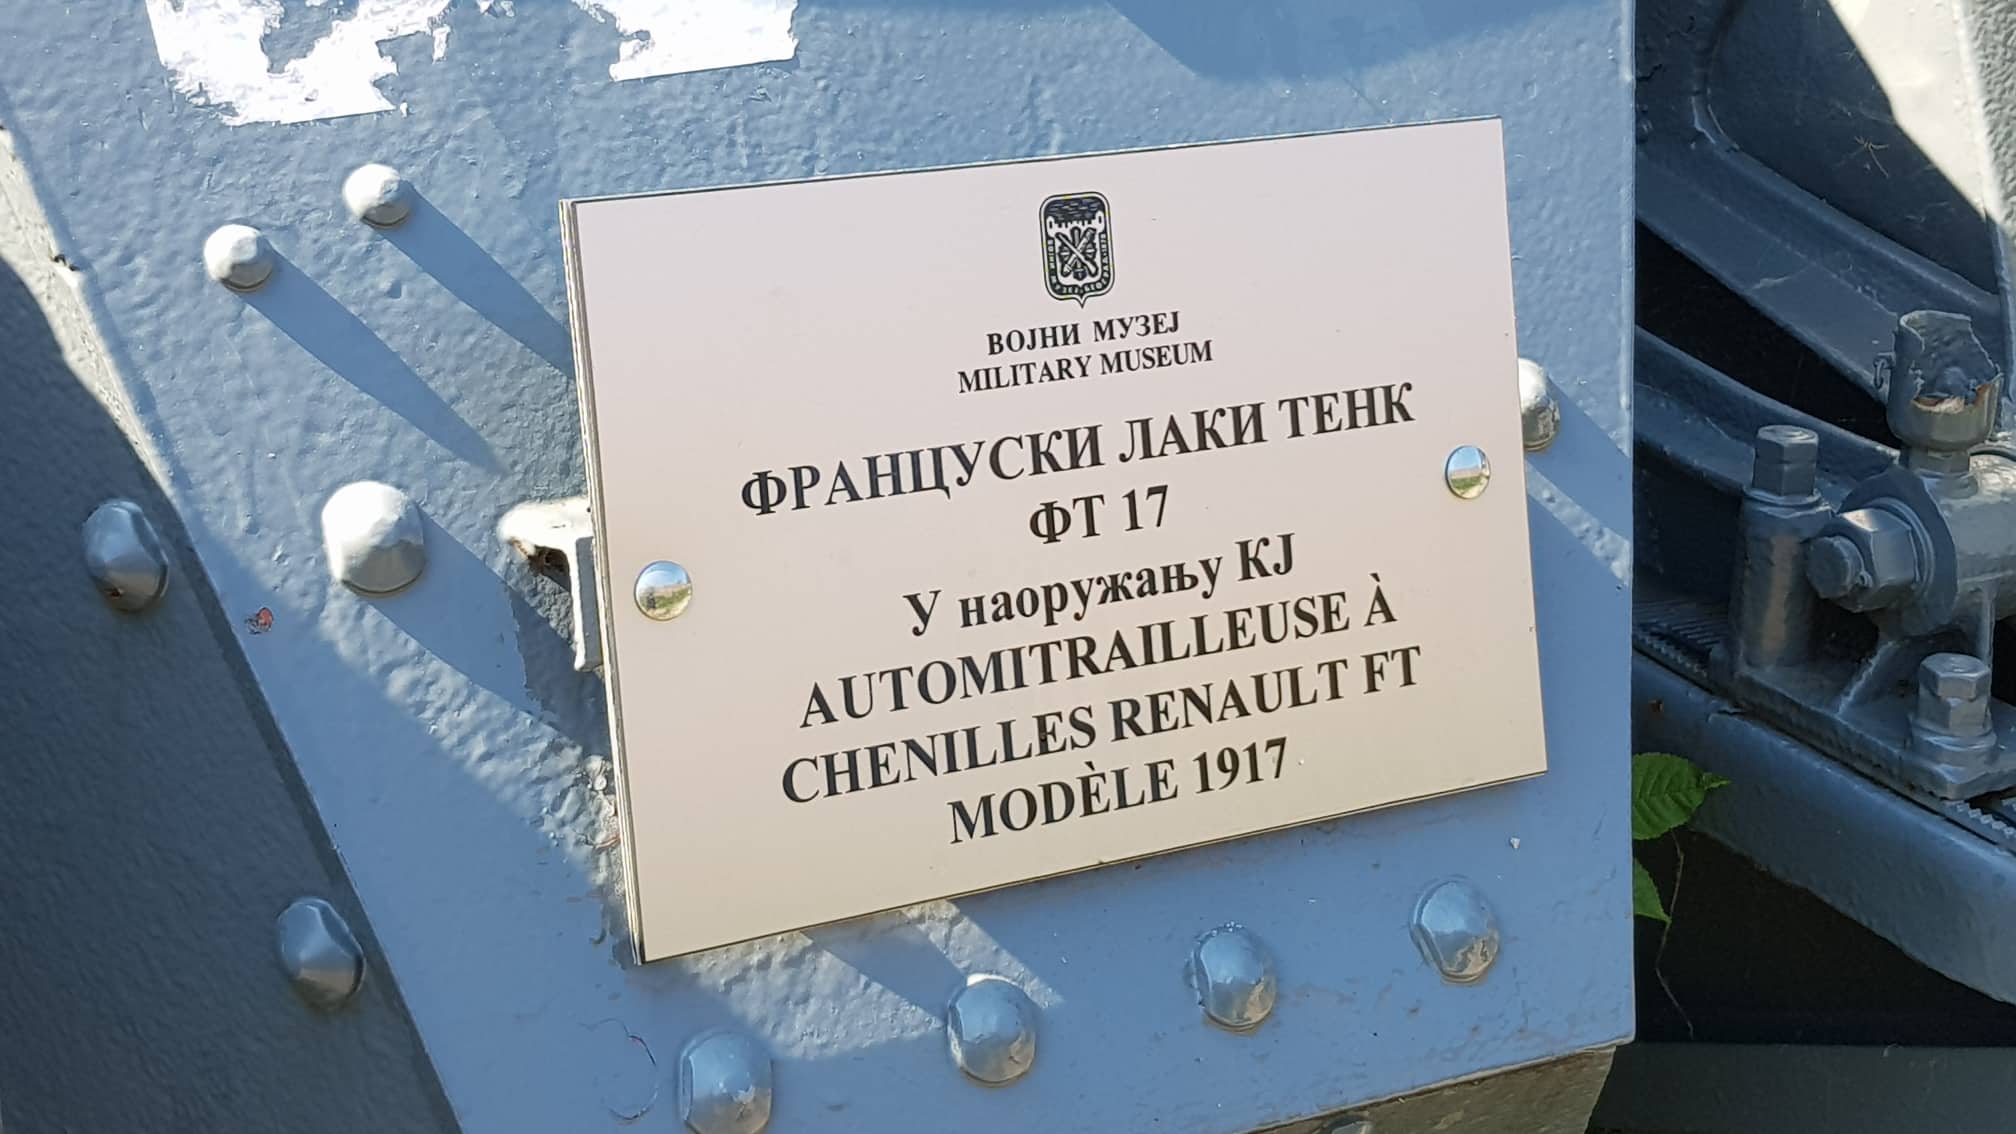 ВОЈНИ МУЗЕЈ
MILITARY MUSEUM
ФРАНЦУСКИ ЛАКИ ТЕНК
ФТ 17
У наоружању КЈ
AUTOMITRAILLEUSE À
CHENILLES RENAULT FT
MODÈLE 1917